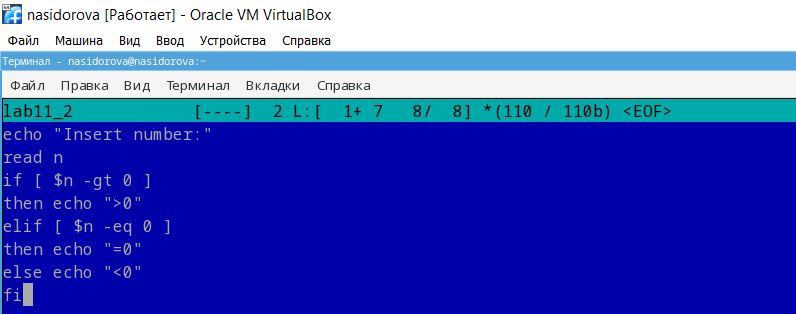 nasidorova [Работает] - Oracle VM VirtualBox
Файл Машина Вид Ввод Устройства Справка
Терминал - nasidorova@nasidorova:~
Файл Правка Вид Терминал Вкладки Справка
lab11_2 [----] 2 L:[ 1+ 7 8/ 8] *(110 / 110b) <EOF>
echo "Insert number:"
read n
if [ $n -gt 0 ]
then echo ">0"
elif [ $n -eq 0 ]
then echo "=0"
else echo "<0"
fi